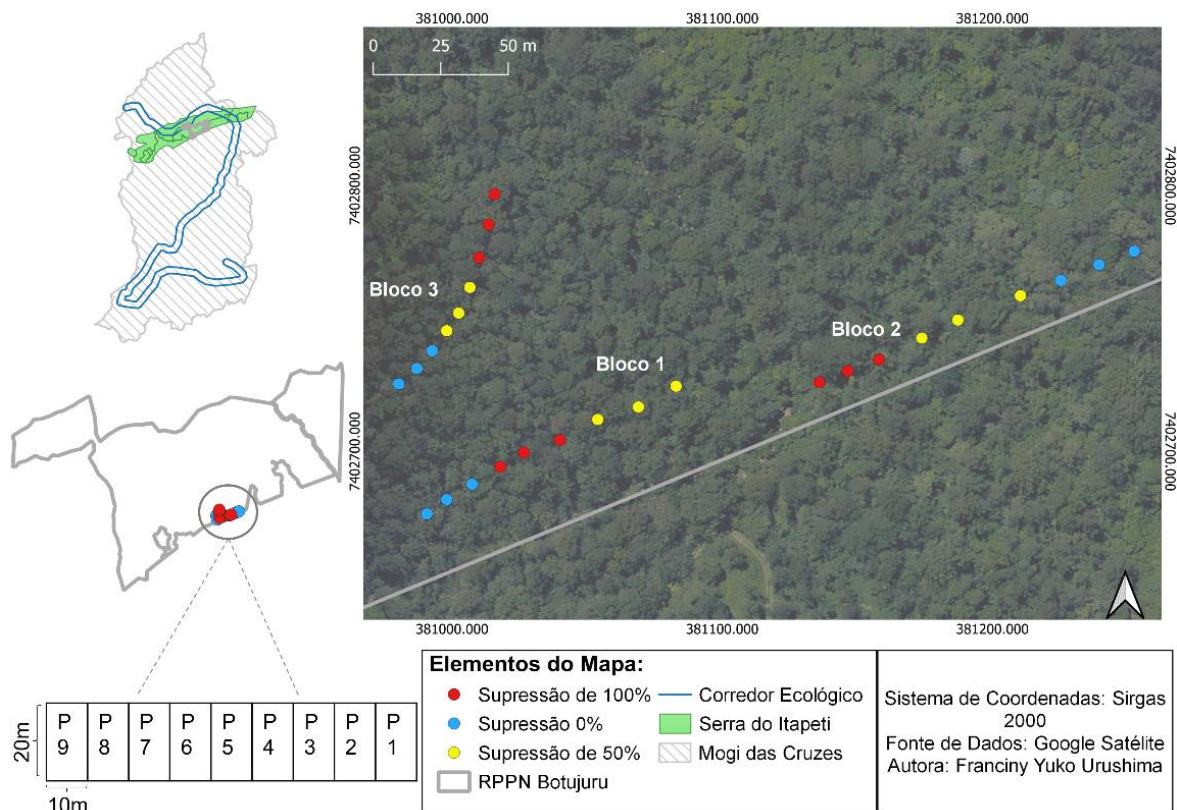 381000.000
381100.000
381200.000
0
25
50 m
7402800.000
7402800.000
Bloco 3
Bloco 2
Bloco 1
7402700.000
7402700.000
381000.000
381100.000
381200.000
Elementos do Mapa:
Supressão de 100%
Corredor Ecológico
Supressão 0%
Serra do Itapeti
Supressão de 50%
Mogi das Cruzes
RPPN Botujuru
Sistema de Coordenadas: Sirgas
2000
Fonte de Dados: Google Satélite
Autora: Franciny Yuko Urushima
20m
P P P P P P P P P
9 8 7 6 5 4 3 2 1
10m